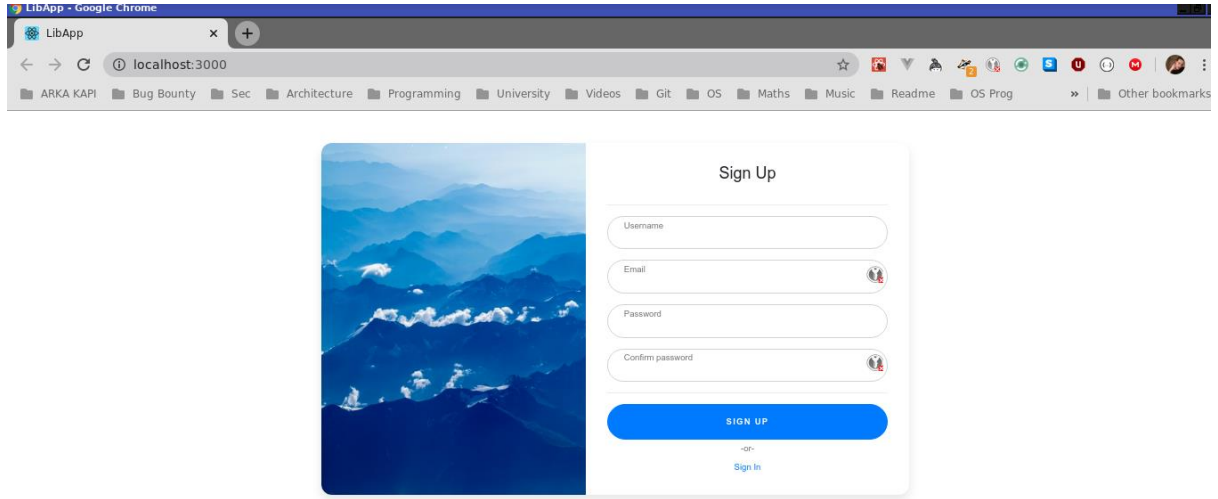 LibApp - Google Chrome
LibApp
localhost:3000
2
ARKA KAPI Bug Bounty Sec Architecture Programming University Videos Git OS Maths Music Readme OS Prog » Other bookmarks
Sign Up
Username
Email
Password
Confirm password
SIGN UP
-or-
Sign In